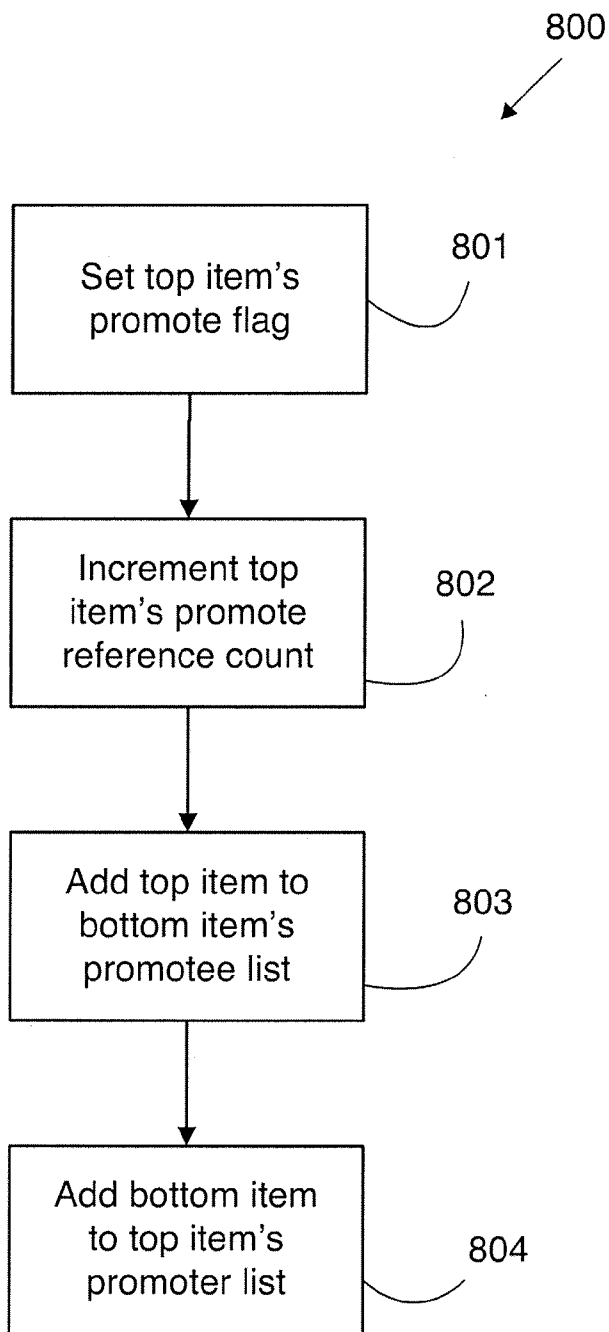 800
Set top item's
promote flag
801
Increment top
item's promote
reference count
802
Add top item to
bottom item's
promotee list
803
Add bottom item
to top item's
promoter list
804